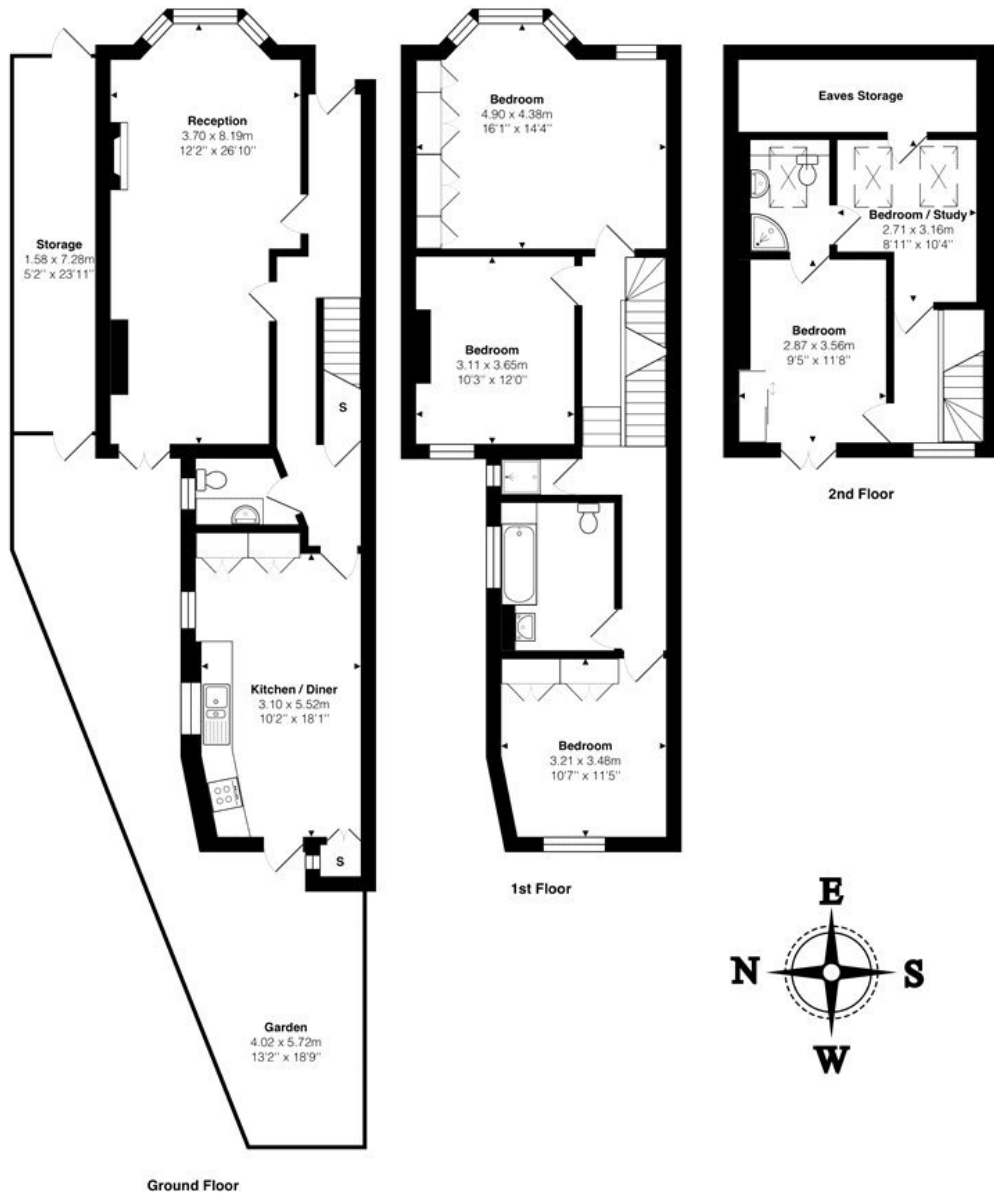 Reception
3.70 x 8.19m
12'2" x 26'10"
Storage
1.58 x 7.28m
5'2" x 23'11"
S
Kitchen / Diner
3.10 x 5.52m
10'2" x 18'1"
S
Garden
4.02 x 5.72m
13'2" x 18'9"
Ground Floor
Bedroom
4.90 x 4.38m
16'1" x 14'4"
Bedroom
3.11 x 3.65m
10'3" x 12'0"
Bedroom
3.21 x 3.48m
10'7" x 11'5"
1st Floor
Eaves Storage
Bedroom / Study
2.71 x 3.16m
8'11" x 10'4"
Bedroom
2.87 x 3.56m
9'5" x 11'8"
2nd Floor
E
N
S
W